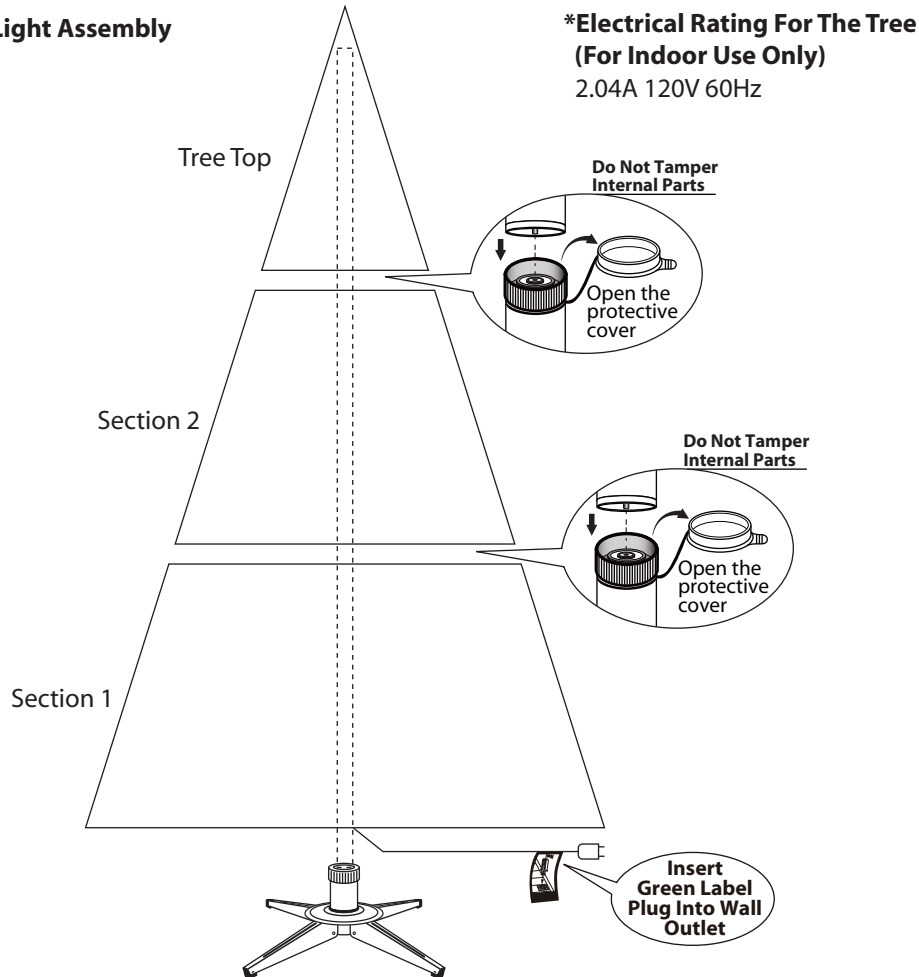 Light Assembly
*Electrical Rating For The Tree
(For Indoor Use Only)
2.04A 120V 60Hz
Tree Top
Do Not Tamper
Internal Parts
Open the
protective
cover
Section 2
Do Not Tamper
Internal Parts
Open the
protective
cover
Section 1
Insert
Green Label
Plug Into Wall
Outlet